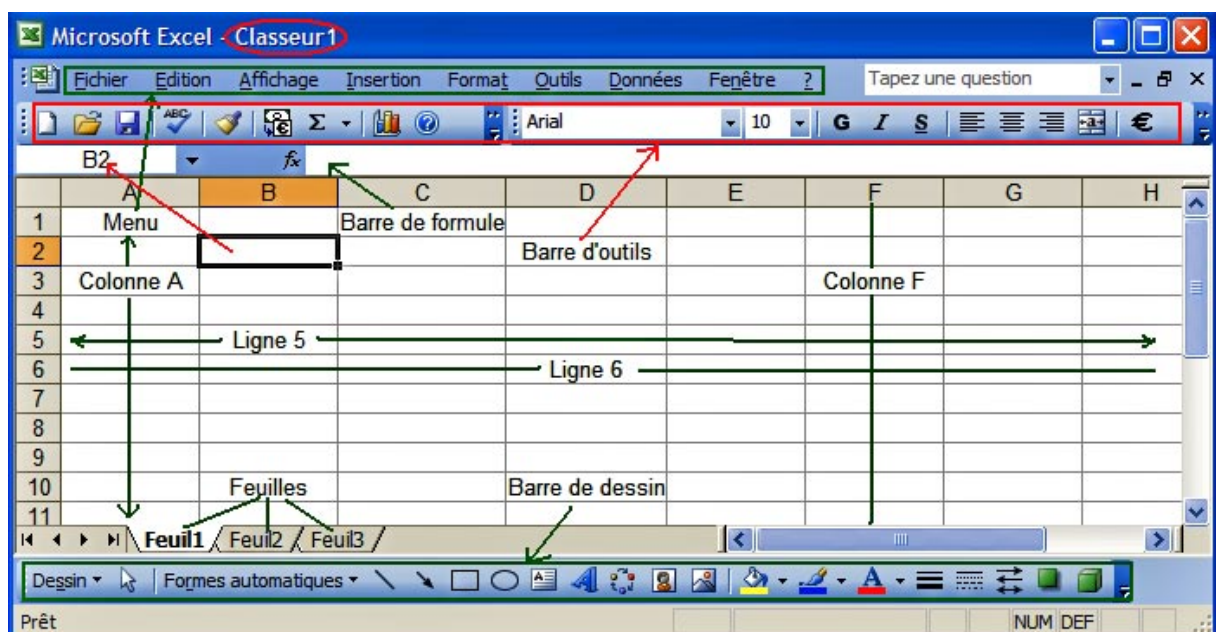 Microsoft Excel - Classeur1
Fichier Edition Affichage Insertion Format Outils Données Fenêtre ? Tapez une question
ABC Σ Arial 10 G I S a €
B2 fx
A B C D E F G H
1 Menu Barre de formule
2 Barre d'outils
3 Colonne A Colonne F
4
5 Ligne 5
6 Ligne 6
7
8
9
10 Feuilles Barre de dessin
11
Feuil1 Feuil2 Feuil3
Dessin Formes automatiques A
Prêt NUM DEF